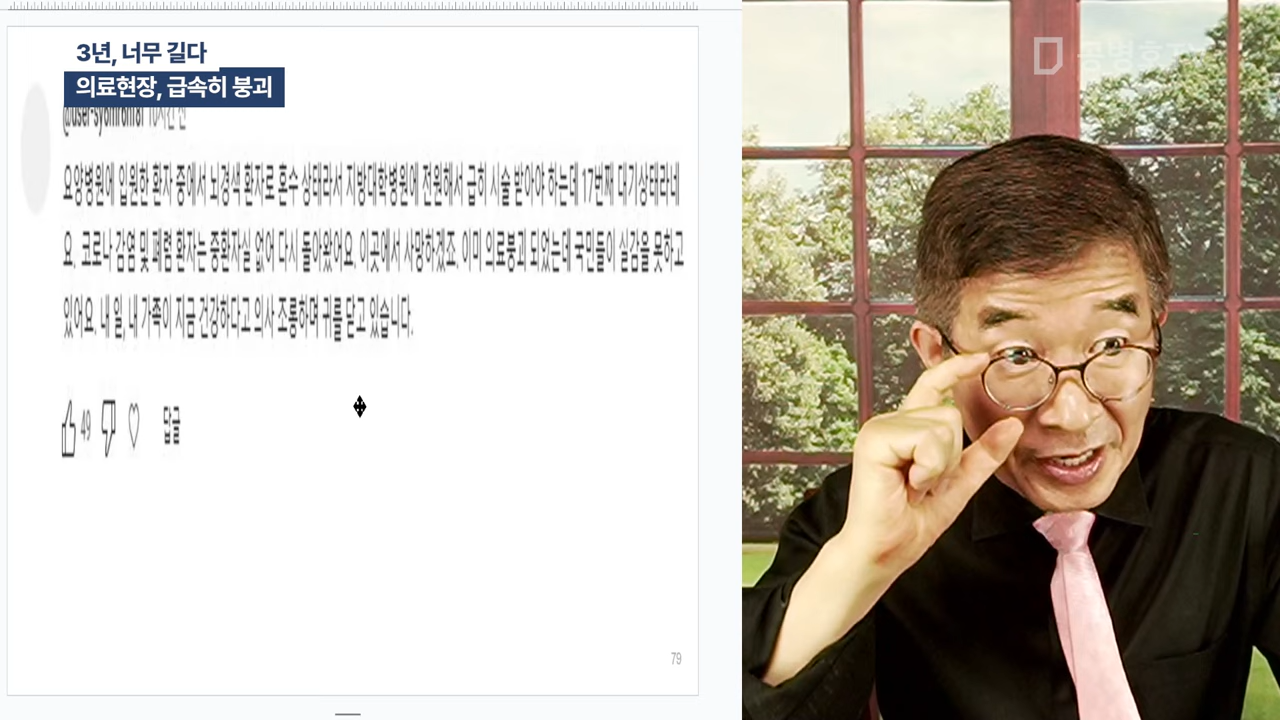 3년, 너무 길다
의료현장, 급속히 붕괴
10시간 전
요양병원에 입원한 환자 중에서 뇌경색 환자로 혼수 상태라서 지방대학병원에 전원해서 급히 시술 받아야 하는데 17번째 대기상태라네
요. 코로나 감염 및 폐렴 환자는 중환자실 없어 다시 돌아왔어요. 이곳에서 사망하겠죠. 이미 의료붕괴 되었는데 국민들이 실감을 못하고
있어요. 내 일, 내 가족이 지금 건강하다고 의사 조롱하며 귀를 닫고 있습니다.
49 답글
79